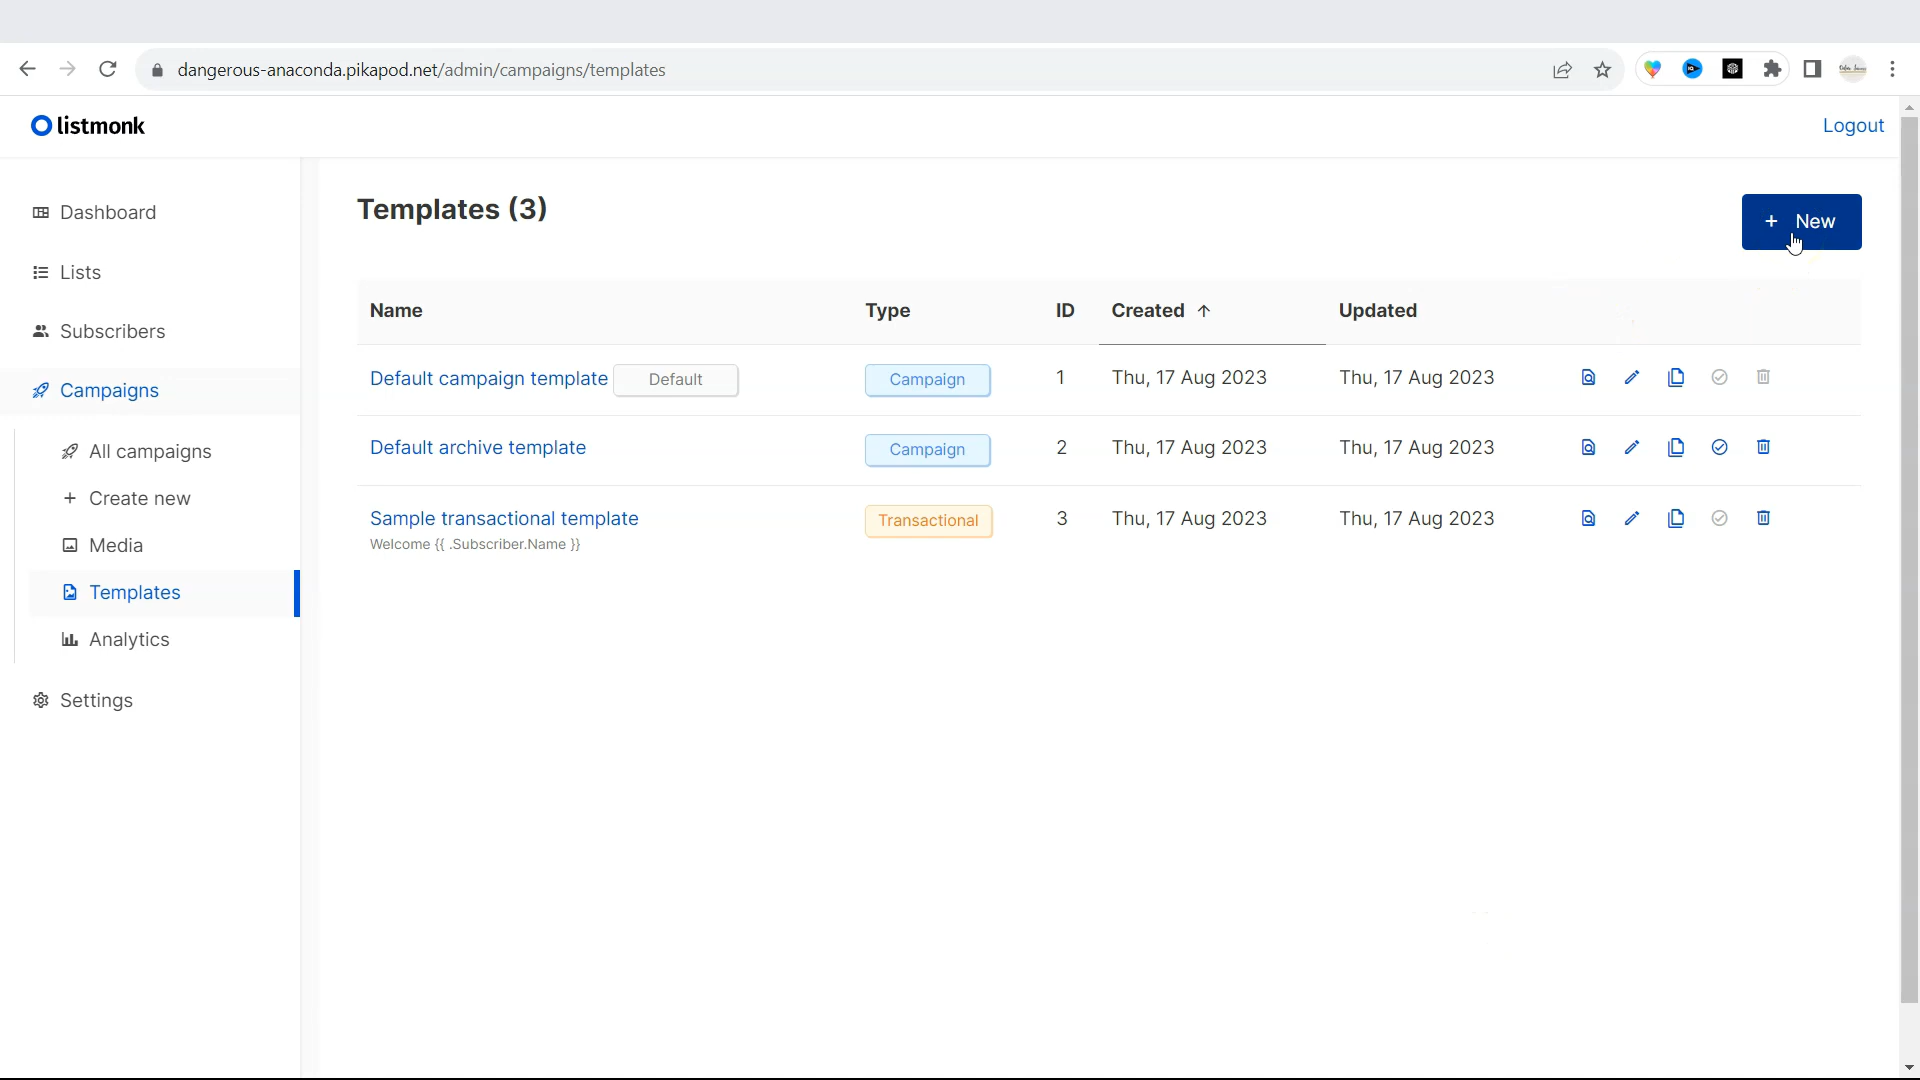 dangerous-anaconda.pikapod.net/admin/campaigns/templates
listmonk
Logout
Dashboard
Lists
Subscribers
Campaigns
All campaigns
Create new
Media
Templates
Analytics
Settings
Templates (3)
+ New
Name Type ID Created ↑ Updated
Default campaign template Default Campaign 1 Thu, 17 Aug 2023 Thu, 17 Aug 2023
Default archive template Campaign 2 Thu, 17 Aug 2023 Thu, 17 Aug 2023
Sample transactional template Transactional 3 Thu, 17 Aug 2023 Thu, 17 Aug 2023
Welcome {{ .Subscriber.Name }}